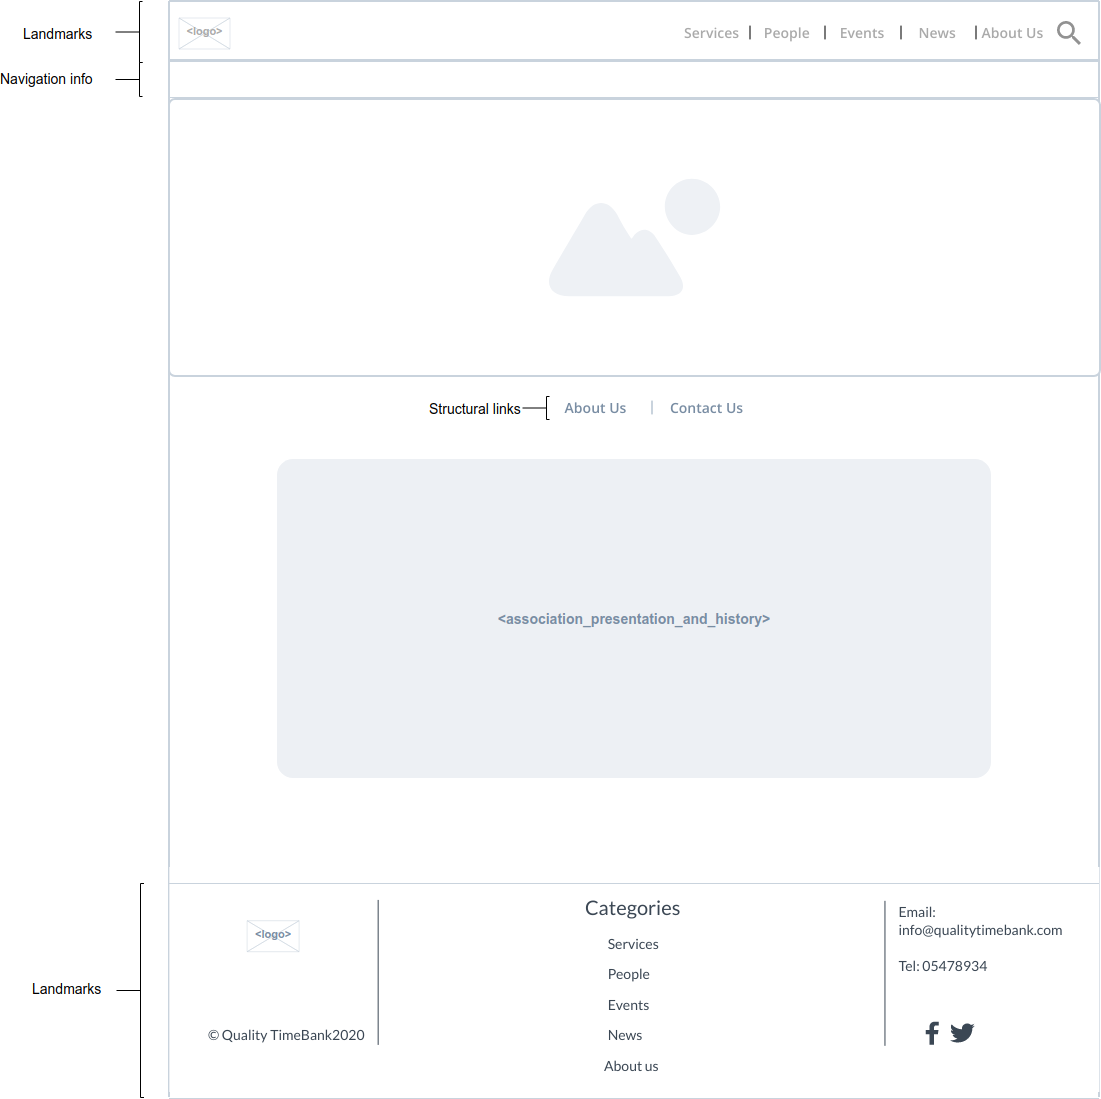 Landmarks
<logo>
Services | People | Events | News | About Us
Navigation info
Structural links
About Us | Contact Us
<association_presentation_and_history>
Landmarks
<logo>
© Quality TimeBank2020
Categories
Services
People
Events
News
About us
Email:
info@qualitytimebank.com
Tel: 05478934